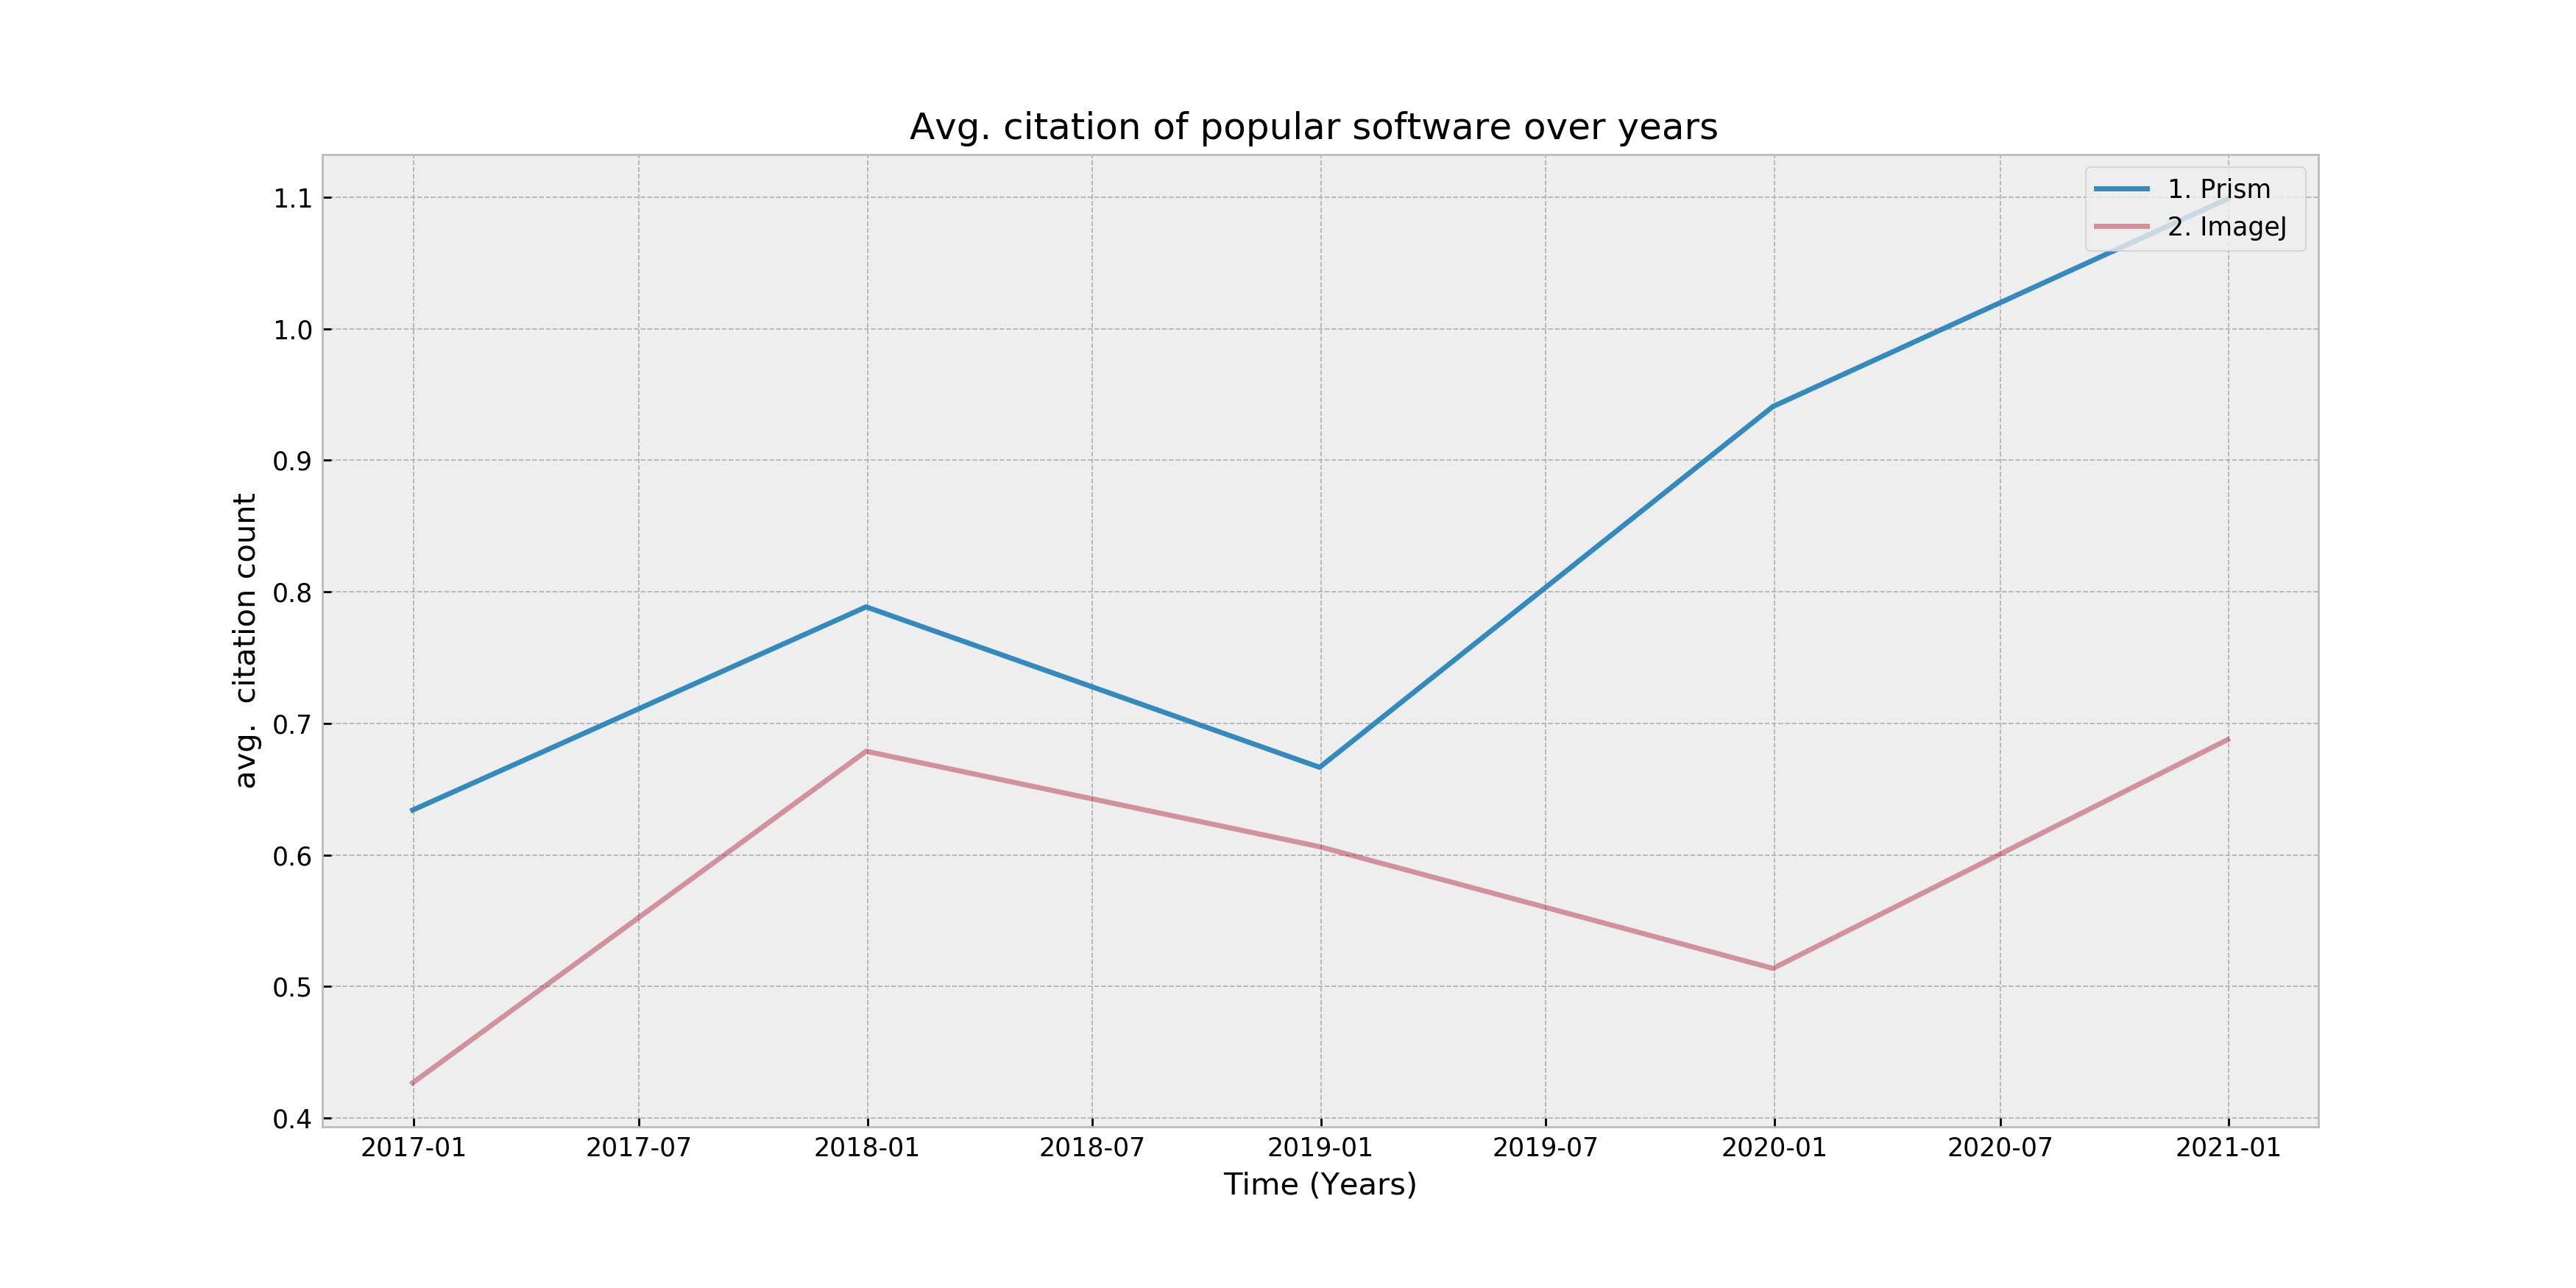 Avg. citation of popular software over years
1. Prism
2. ImageJ
avg.  citation count
1.1
1.0
0.9
0.8
0.7
0.6
0.5
0.4
2017-01 2017-07 2018-01 2018-07 2019-01 2019-07 2020-01 2020-07 2021-01
Time (Years)